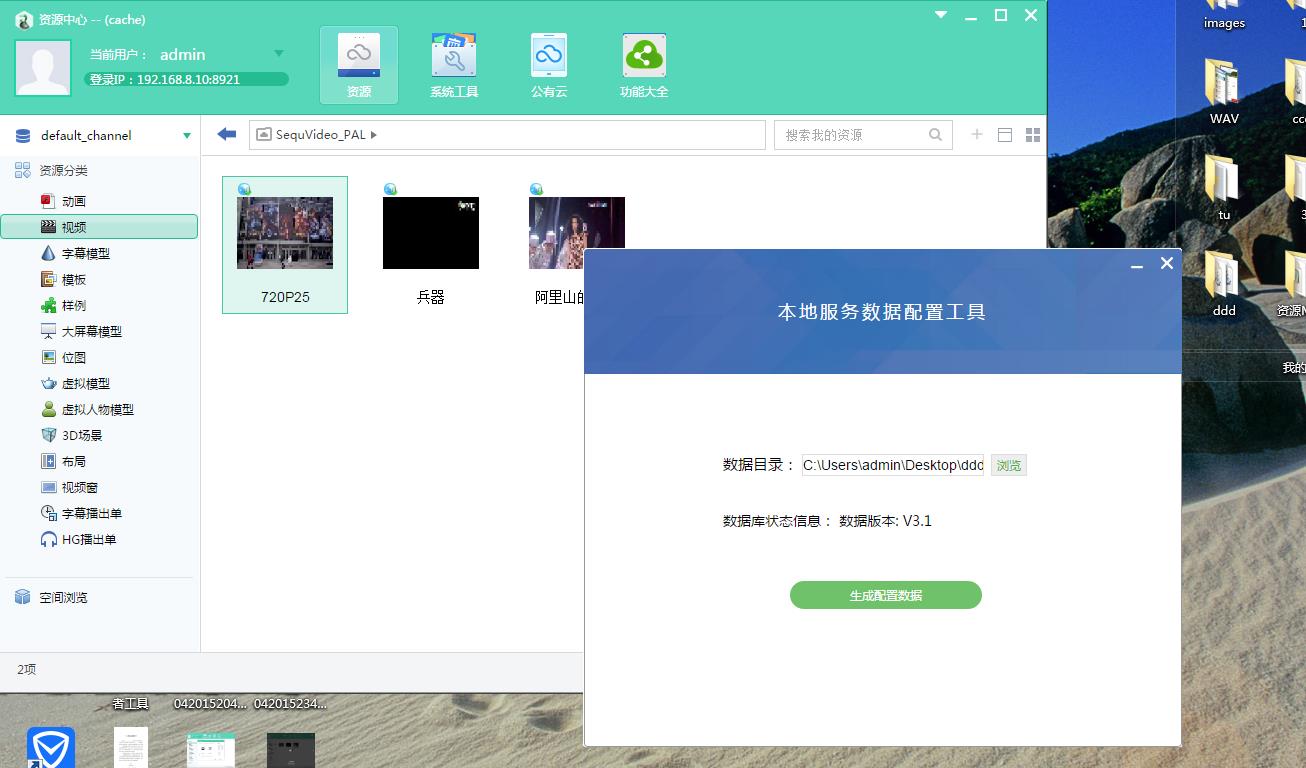 资源中心 -- (cache)
当前用户： admin
登录IP：192.168.8.10:8921
资源
系统工具
公有云
功能大全
default_channel
SequVideo_PAL
搜索我的资源
资源分类
动画
视频
字幕模型
模板
样例
大屏幕模型
位图
虚拟模型
虚拟人物模型
3D场景
布局
视频窗
字幕播出单
HG播出单
空间浏览
2项
720P25
兵器
阿里山的
本地服务数据配置工具
数据目录： C:\Users\admin\Desktop\ddd 浏览
数据库状态信息： 数据版本: V3.1
生成配置数据
images
WAV
tu
ddd
资源M
我的
者工具
042015204...
042015234...